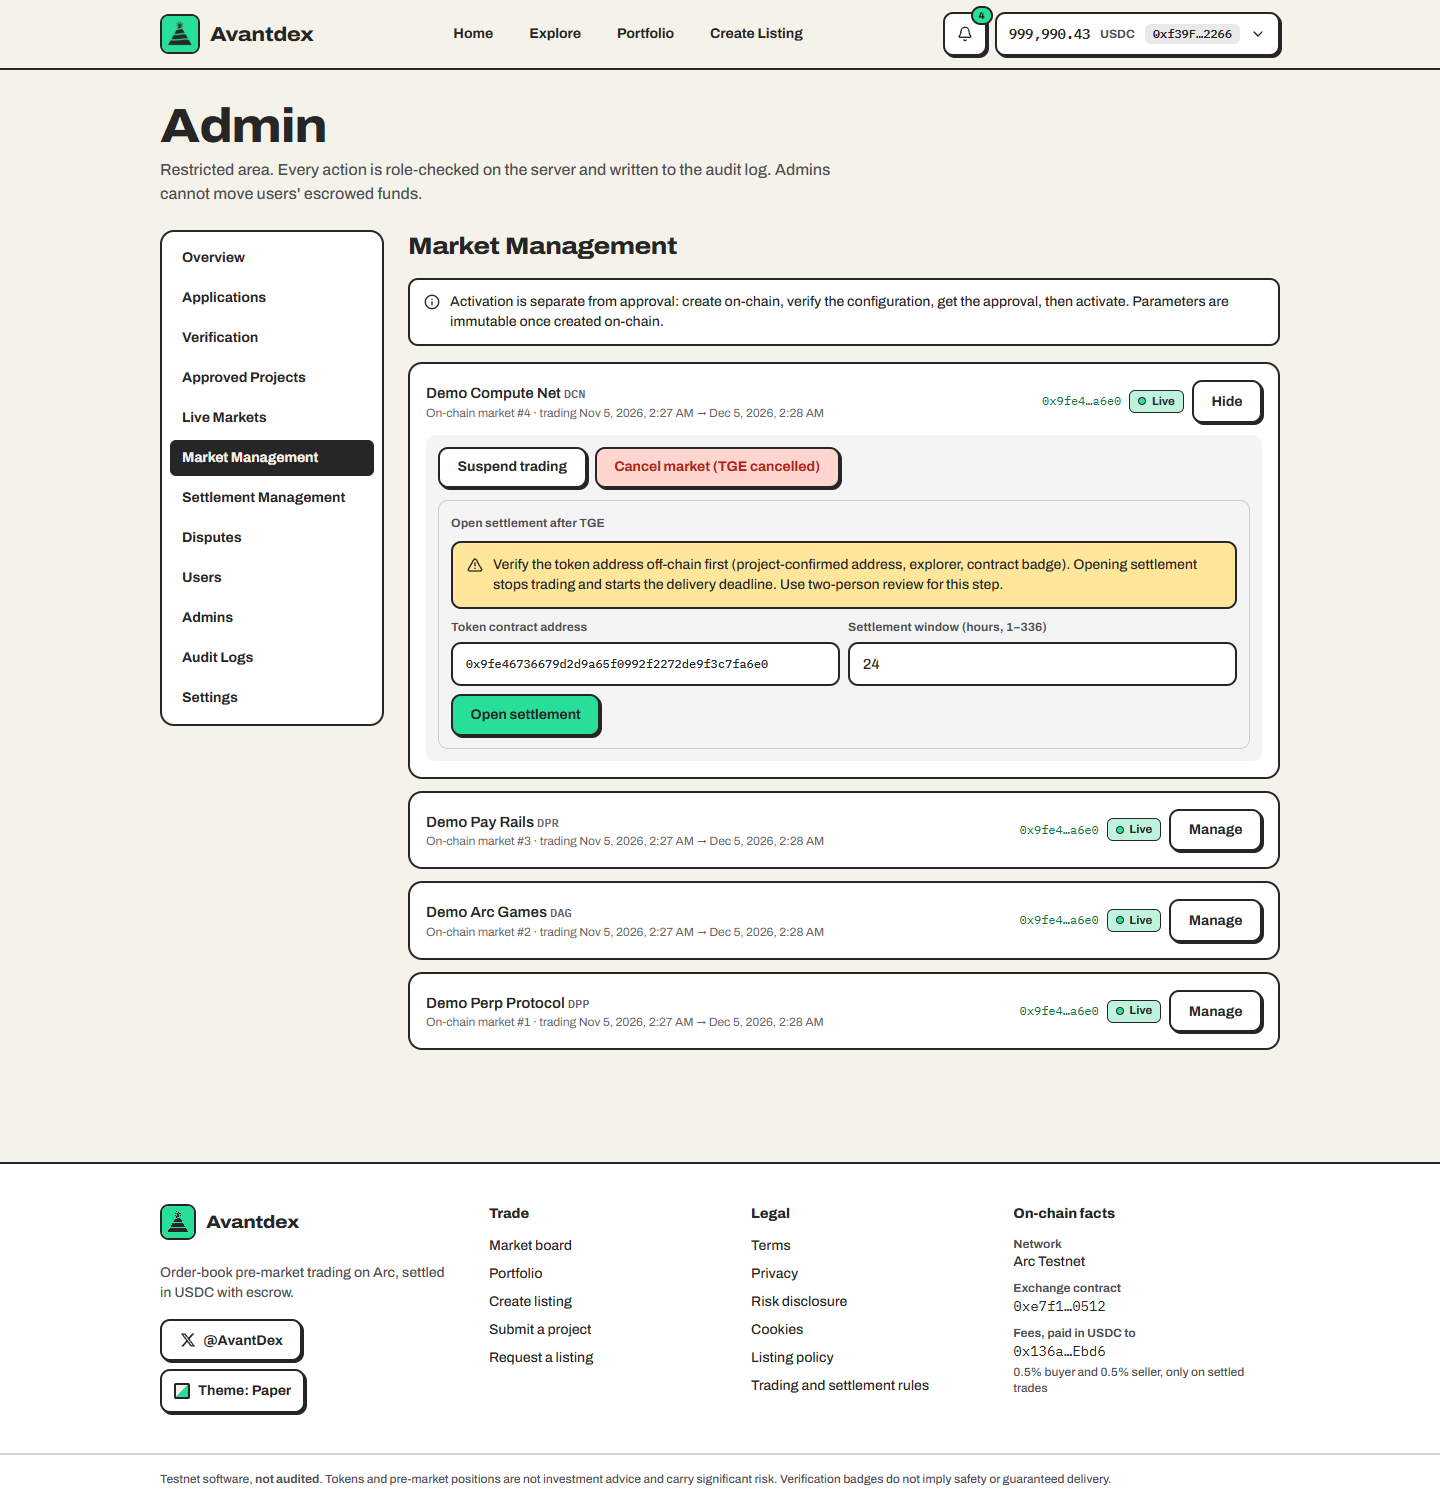 Avantdex
Home
Explore
Portfolio
Create Listing
4
999,990.43 USDC 0xf39F…2266
Admin
Restricted area. Every action is role-checked on the server and written to the audit log. Admins
cannot move users' escrowed funds.
Overview
Applications
Verification
Approved Projects
Live Markets
Market Management
Settlement Management
Disputes
Users
Admins
Audit Logs
Settings
Market Management
Activation is separate from approval: create on-chain, verify the configuration, get the approval, then activate. Parameters are
immutable once created on-chain.
Demo Compute Net DCN
On-chain market #4 · trading Nov 5, 2026, 2:27 AM → Dec 5, 2026, 2:28 AM
0x9fe4…a6e0
Live
Hide
Suspend trading
Cancel market (TGE cancelled)
Open settlement after TGE
Verify the token address off-chain first (project-confirmed address, explorer, contract badge). Opening settlement
stops trading and starts the delivery deadline. Use two-person review for this step.
Token contract address
Settlement window (hours, 1–336)
0x9fe46736679d2d9a65f0992f2272de9f3c7fa6e0
24
Open settlement
Demo Pay Rails DPR
On-chain market #3 · trading Nov 5, 2026, 2:27 AM → Dec 5, 2026, 2:28 AM
0x9fe4…a6e0
Live
Manage
Demo Arc Games DAG
On-chain market #2 · trading Nov 5, 2026, 2:27 AM → Dec 5, 2026, 2:28 AM
0x9fe4…a6e0
Live
Manage
Demo Perp Protocol DPP
On-chain market #1 · trading Nov 5, 2026, 2:27 AM → Dec 5, 2026, 2:28 AM
0x9fe4…a6e0
Live
Manage
Avantdex
Order-book pre-market trading on Arc, settled
in USDC with escrow.
@AvantDex
Theme: Paper
Trade
Market board
Portfolio
Create listing
Submit a project
Request a listing
Legal
Terms
Privacy
Risk disclosure
Cookies
Listing policy
Trading and settlement rules
On-chain facts
Network
Arc Testnet
Exchange contract
0xe7f1…0512
Fees, paid in USDC to
0x136a…Ebd6
0.5% buyer and 0.5% seller, only on settled
trades
Testnet software, not audited. Tokens and pre-market positions are not investment advice and carry significant risk. Verification badges do not imply safety or guaranteed delivery.